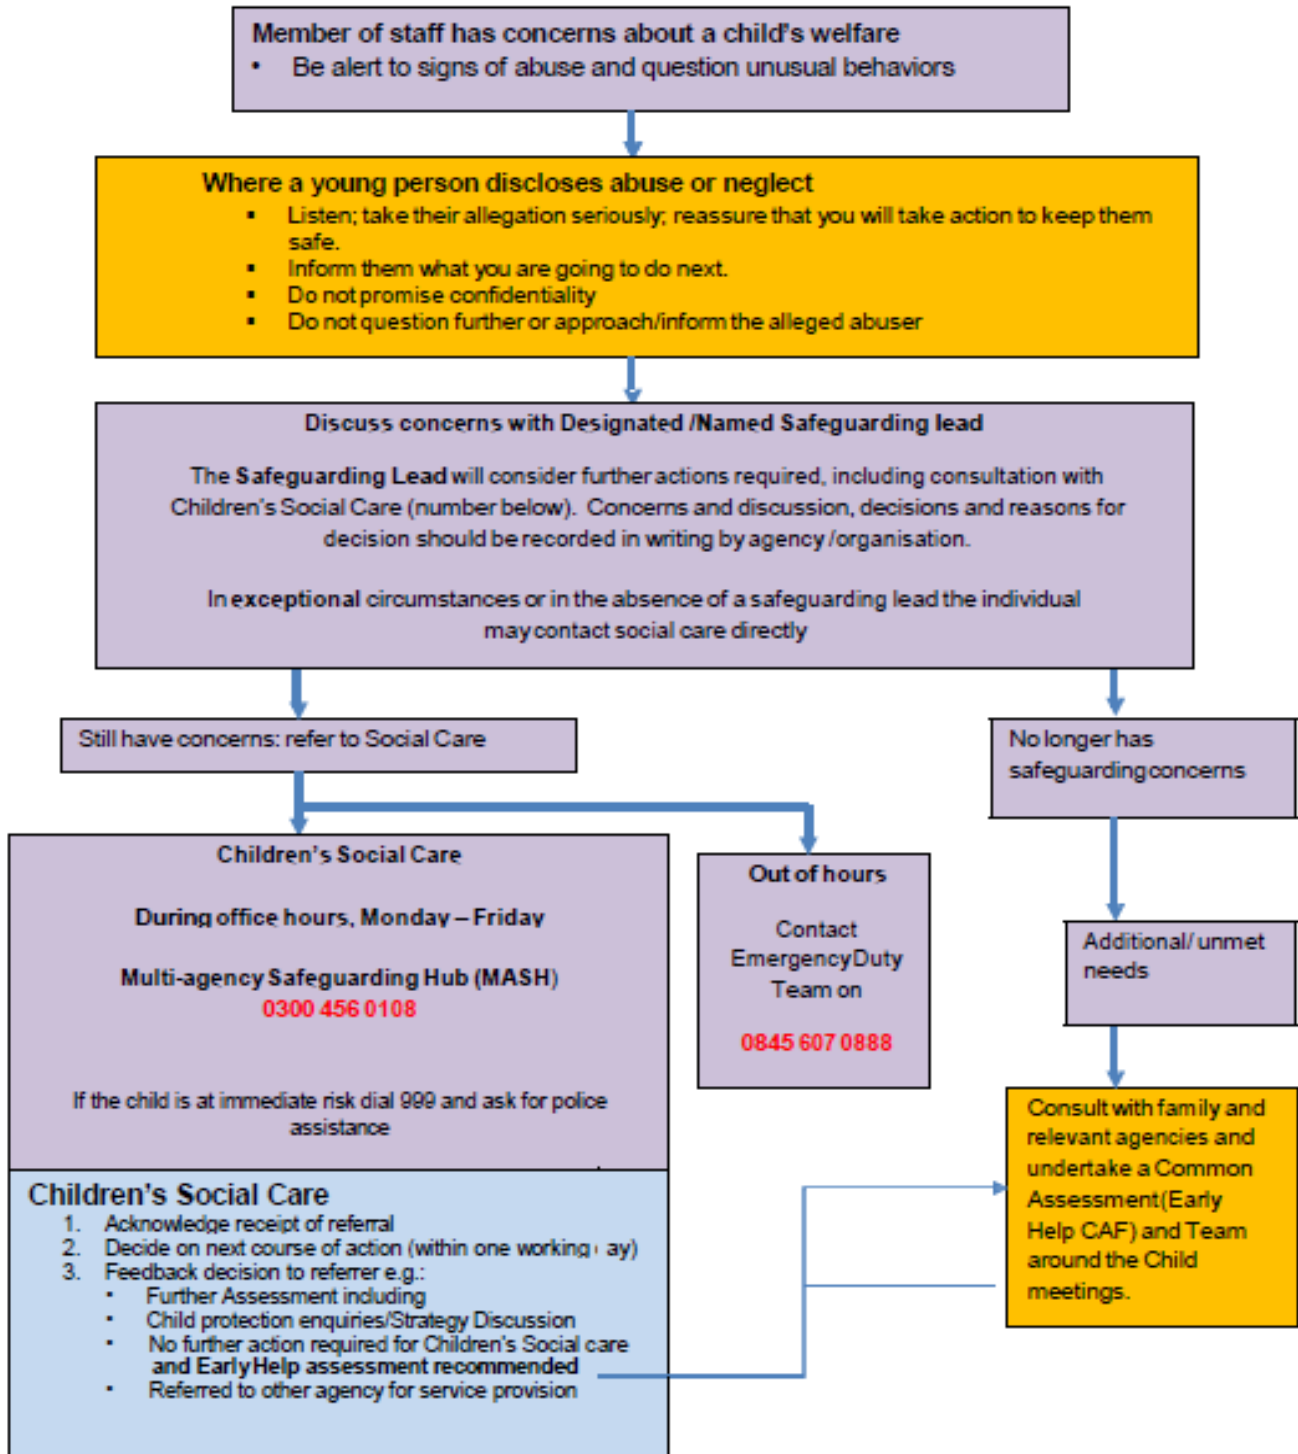 Member of staff has concerns about a child's welfare
• Be alert to signs of abuse and question unusual behaviors
Where a young person discloses abuse or neglect
▪ Listen; take their allegation seriously; reassure that you will take action to keep them
safe.
▪ Inform them what you are going to do next.
▪ Do not promise confidentiality
▪ Do not question further or approach/inform the alleged abuser
Discuss concerns with Designated /Named Safeguarding lead
The Safeguarding Lead will consider further actions required, including consultation with
Children's Social Care (number below). Concerns and discussion, decisions and reasons for
decision should be recorded in writing by agency /organisation.
In exceptional circumstances or in the absence of a safeguarding lead the individual
may contact social care directly
Still have concerns: refer to Social Care
No longer has
safeguarding concerns
Children's Social Care
During office hours, Monday – Friday
Multi-agency Safeguarding Hub (MASH)
0300 456 0108
If the child is at immediate risk dial 999 and ask for police
assistance
Out of hours
Contact
Emergency Duty
Team on
0845 607 0888
Additional/ unmet
needs
Consult with family and
relevant agencies and
undertake a Common
Assessment (Early
Help CAF) and Team
around the Child
meetings.
Children's Social Care
1. Acknowledge receipt of referral
2. Decide on next course of action (within one working ay)
3. Feedback decision to referrer e.g.:
▪ Further Assessment including
▪ Child protection enquiries/Strategy Discussion
▪ No further action required for Children's Social care
and Early Help assessment recommended
▪ Referred to other agency for service provision